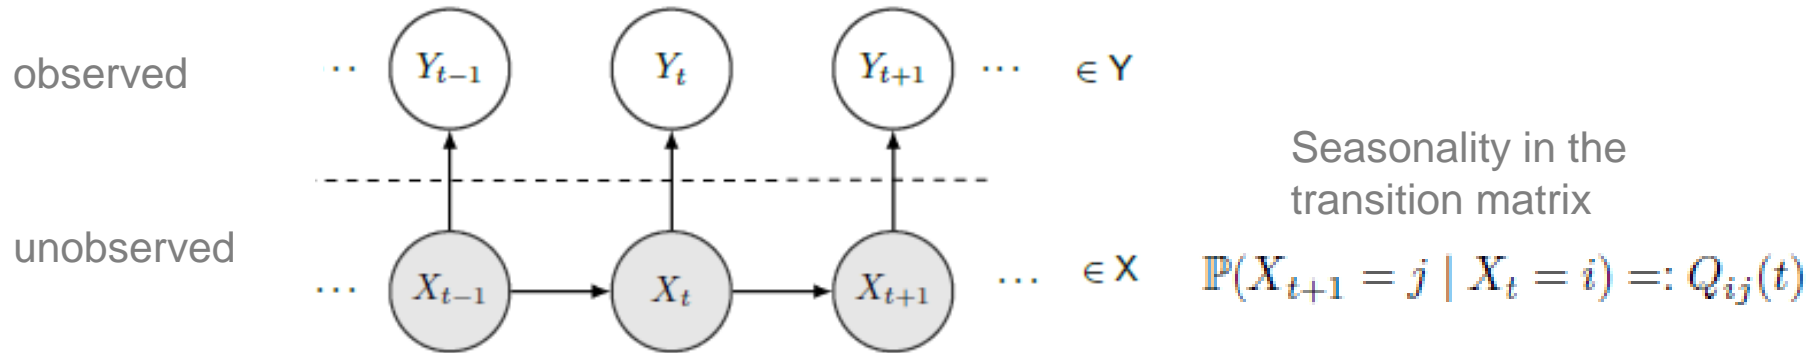 observed ·· Y_{t−1} Y_t Y_{t+1} ··· ∈ Y
Seasonality in the
transition matrix
unobserved
··· X_{t−1} X_t X_{t+1} ··· ∈ X ℙ(X_{t+1} = j | X_t = i) =: Q_{ij}(t)